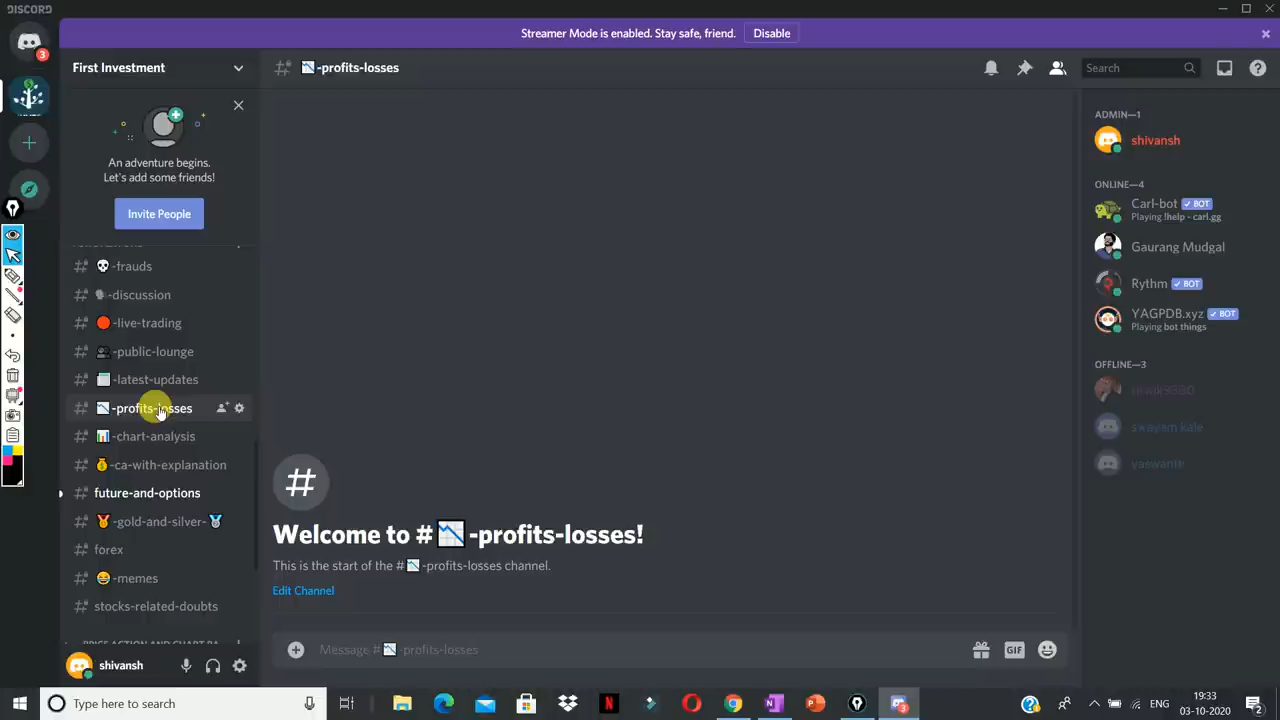 DISCORD
Streamer Mode is enabled. Stay safe, friend.
Disable
3
First Investment
-profits-losses
Search
An adventure begins.
Let's add some friends!
Invite People
-frauds
-discussion
-live-trading
-public-lounge
-latest-updates
-profits-losses
-chart-analysis
-ca-with-explanation
future-and-options
-gold-and-silver-
forex
-memes
stocks-related-doubts
shivansh
Welcome to #-profits-losses!
This is the start of the #-profits-losses channel.
Edit Channel
Message #-profits-losses
GIF
ADMIN—1
shivansh
ONLINE—4
Carl-bot ✓ BOT
Playing !help - carl.gg
Gaurang Mudgal
Rythm ✓ BOT
YAGPDB.xyz ✓ BOT
Playing bot things
OFFLINE—3
swayam kale
Type here to search
ENG
19:33
03-10-2020
2